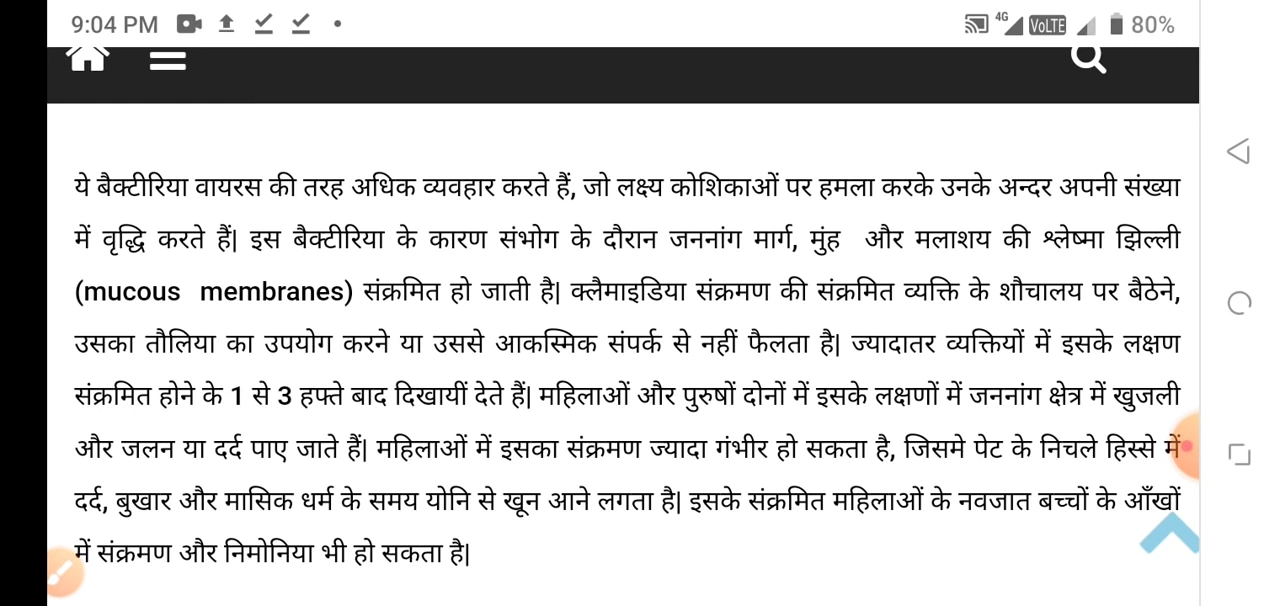 9:04 PM 4G VoLTE 80%
ये बैक्टीरिया वायरस की तरह अधिक व्यवहार करते हैं, जो लक्ष्य कोशिकाओं पर हमला करके उनके अन्दर अपनी संख्या
में वृद्धि करते हैं| इस बैक्टीरिया के कारण संभोग के दौरान जननांग मार्ग, मुंह और मलाशय की श्लेष्मा झिल्ली
(mucous membranes) संक्रमित हो जाती है| क्लैमाइडिया संक्रमण की संक्रमित व्यक्ति के शौचालय पर बैठेने,
उसका तौलिया का उपयोग करने या उससे आकस्मिक संपर्क से नहीं फैलता है| ज्यादातर व्यक्तियों में इसके लक्षण
संक्रमित होने के 1 से 3 हफ्ते बाद दिखायीं देते हैं| महिलाओं और पुरुषों दोनों में इसके लक्षणों में जननांग क्षेत्र में खुजली
और जलन या दर्द पाए जाते हैं| महिलाओं में इसका संक्रमण ज्यादा गंभीर हो सकता है, जिसमे पेट के निचले हिस्से में
दर्द, बुखार और मासिक धर्म के समय योनि से खून आने लगता है| इसके संक्रमित महिलाओं के नवजात बच्चों के आँखों
में संक्रमण और निमोनिया भी हो सकता है|